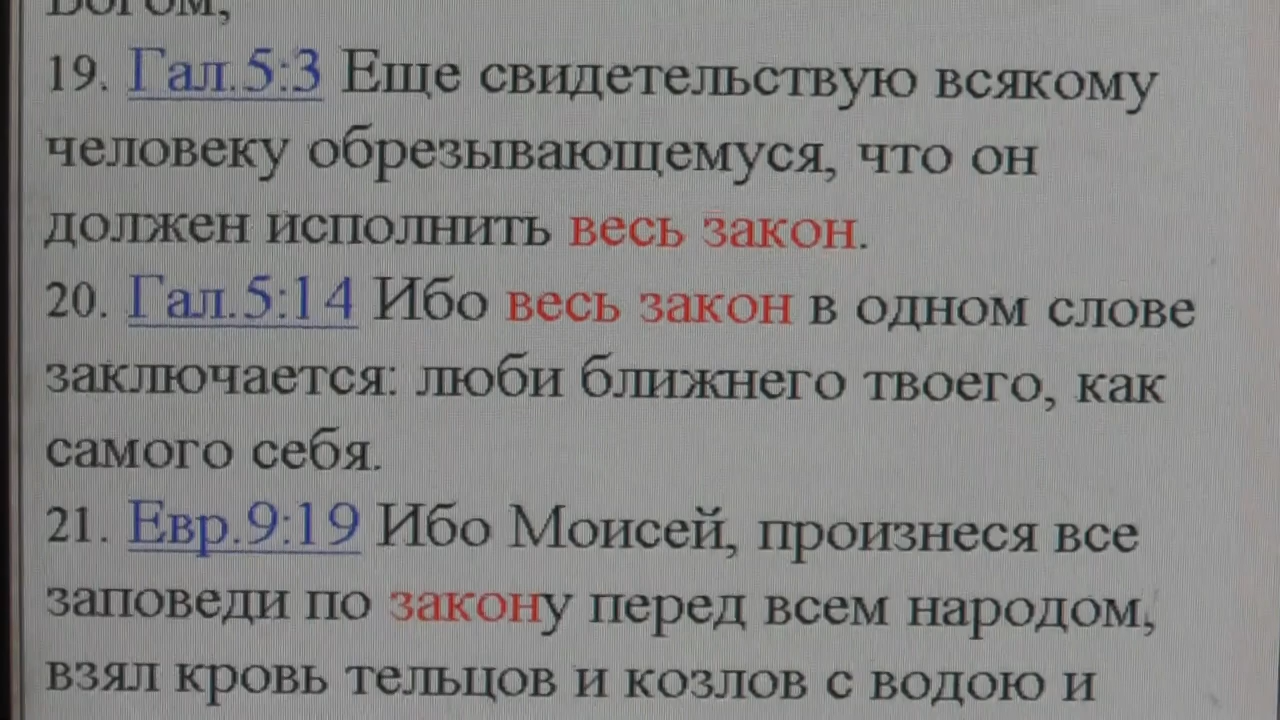 Богом,
19. Гал.5:3 Еще свидетельствую всякому
человеку обрезывающемуся, что он
должен исполнить весь закон.
20. Гал.5:14 Ибо весь закон в одном слове
заключается: люби ближнего твоего, как
самого себя.
21. Евр.9:19 Ибо Моисей, произнеся все
заповеди по закону перед всем народом,
взял кровь тельцов и козлов с водою и